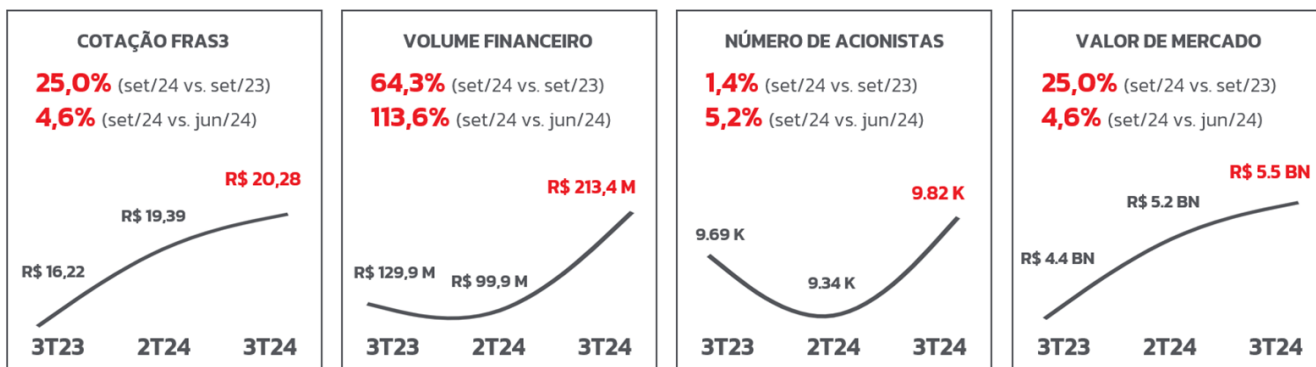 COTAÇÃO FRAS3
25,0% (set/24 vs. set/23)
4,6% (set/24 vs. jun/24)
R$ 20,28
R$ 19,39
R$ 16,22
3T23 2T24 3T24
VOLUME FINANCEIRO
64,3% (set/24 vs. set/23)
113,6% (set/24 vs. jun/24)
R$ 213,4 M
R$ 129,9 M
R$ 99,9 M
3T23 2T24 3T24
NÚMERO DE ACIONISTAS
1,4% (set/24 vs. set/23)
5,2% (set/24 vs. jun/24)
9.82 K
9.69 K
9.34 K
3T23 2T24 3T24
VALOR DE MERCADO
25,0% (set/24 vs. set/23)
4,6% (set/24 vs. jun/24)
R$ 5.5 BN
R$ 5.2 BN
R$ 4.4 BN
3T23 2T24 3T24